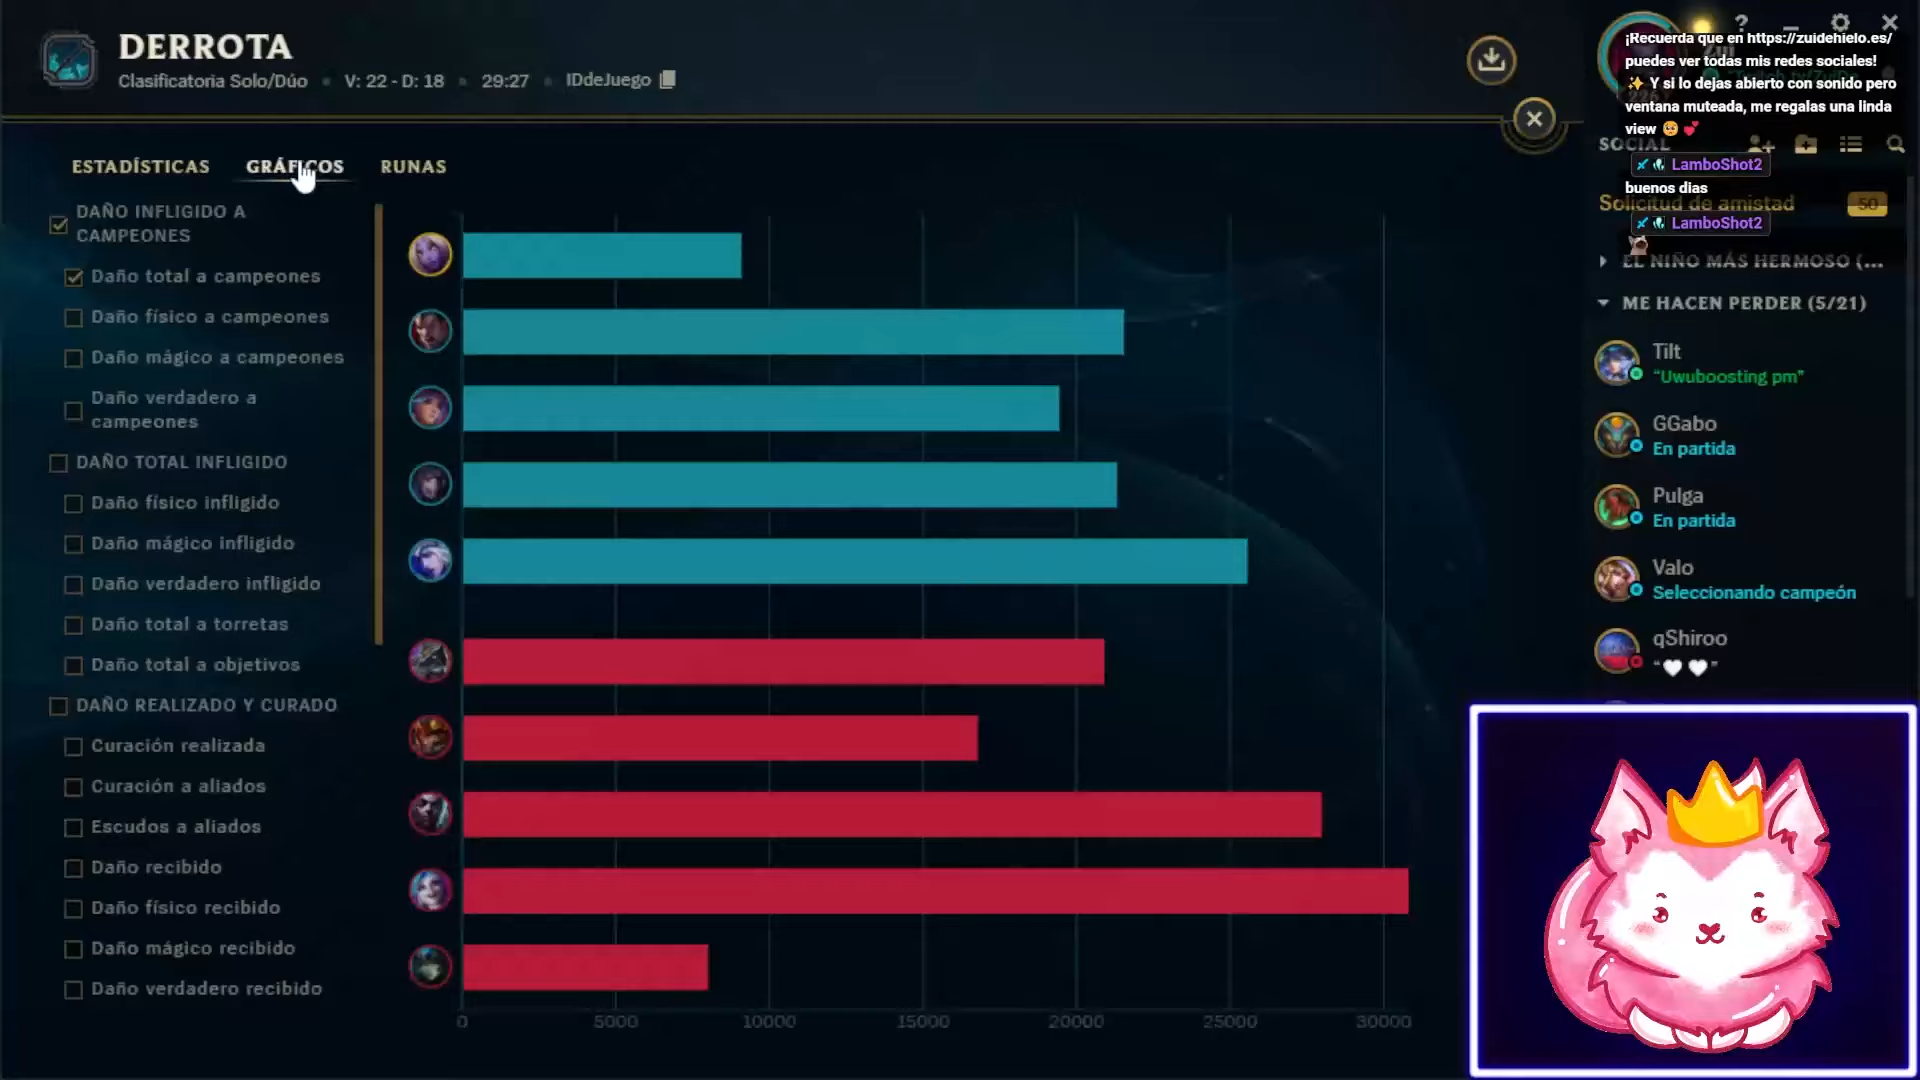 DERROTA
Clasificatoria Solo/Dúo • V: 22 - D: 18 • 29:27 • IDdeJuego
ESTADÍSTICAS GRÁFICOS RUNAS
DAÑO INFLIGIDO A
CAMPEONES
Daño total a campeones
Daño físico a campeones
Daño mágico a campeones
Daño verdadero a
campeones
DAÑO TOTAL INFLIGIDO
Daño físico infligido
Daño mágico infligido
Daño verdadero infligido
Daño total a torretas
Daño total a objetivos
DAÑO REALIZADO Y CURADO
Curación realizada
Curación a aliados
Escudos a aliados
Daño recibido
Daño físico recibido
Daño mágico recibido
Daño verdadero recibido
0 5000 10000 15000 20000 25000 30000
¡Recuerda que en https://zuidehielo.es/
puedes ver todas mis redes sociales!
✨ Y si lo dejas abierto con sonido pero
ventana muteada, me regalas una linda
view 🥺 💕
SOCIAL
LamboShot2
buenos dias
Solicitud de amistad 50
LamboShot2
EL NIÑO MÁS HERMOSO (...
ME HACEN PERDER (5/21)
Tilt
"Uwuboosting pm"
GGabo
En partida
Pulga
En partida
Valo
Seleccionando campeón
qShiroo
"🤍 🤍"